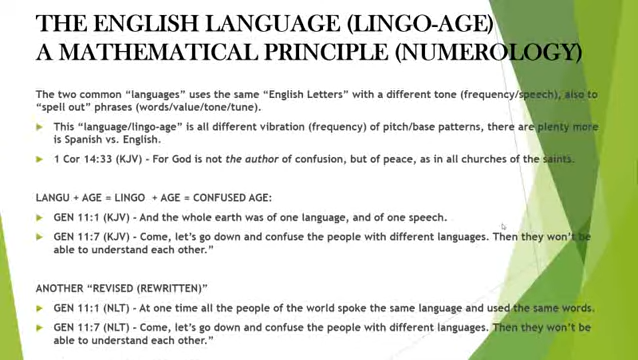 THE ENGLISH LANGUAGE (LINGO-AGE)
A MATHEMATICAL PRINCIPLE (NUMEROLOGY)
The two common “languages” uses the same “English Letters” with a different tone (frequency/speech), also to
“spell out” phrases (words/value/tone/tune).
This “language/lingo-age” is all different vibration (frequency) of pitch/base patterns, there are plenty more
is Spanish vs. English.
1 Cor 14:33 (KJV) - For God is not the author of confusion, but of peace, as in all churches of the saints.
LANGU + AGE = LINGO + AGE = CONFUSED AGE:
GEN 11:1 (KJV) - And the whole earth was of one language, and of one speech.
GEN 11:7 (KJV) - Come, let’s go down and confuse the people with different languages. Then they won’t be
able to understand each other.”
ANOTHER “REVISED (REWRITTEN)”
GEN 11:1 (NLT) - At one time all the people of the world spoke the same language and used the same words.
GEN 11:7 (NLT) - Come, let’s go down and confuse the people with different languages. Then they won’t be
able to understand each other.”